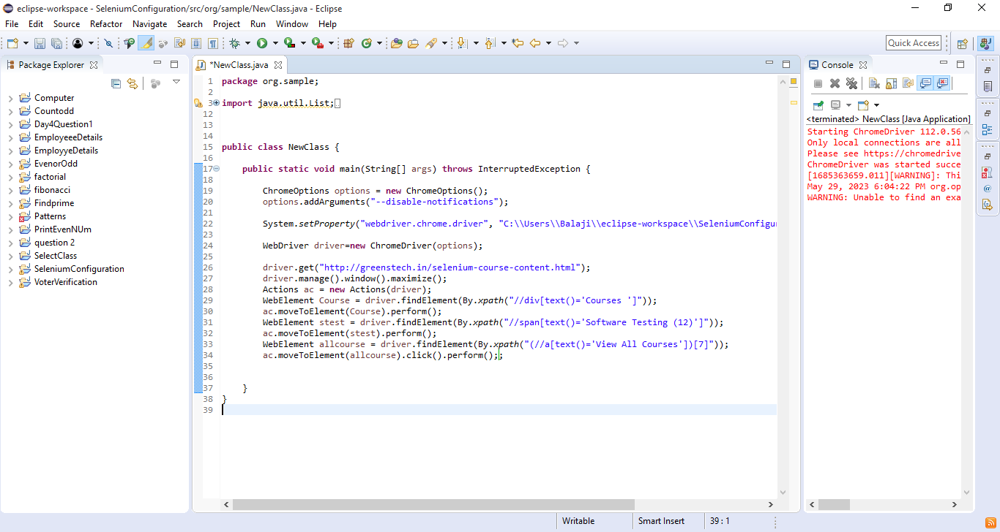 eclipse-workspace - SeleniumConfiguration/src/org/sample/NewClass.java - Eclipse
File Edit Source Refactor Navigate Search Project Run Window Help
Quick Access
Package Explorer
Computer
Countodd
Day4Question1
EmployeeeDetails
EmployyeDetails
EvenorOdd
factorial
fibonacci
Findprime
Patterns
PrintEvenNUm
question 2
SelectClass
SeleniumConfiguration
VoterVerification
*NewClass.java
1 package org.sample;
2
3 import java.util.List;
12
13
14
15 public class NewClass {
16
17 public static void main(String[] args) throws InterruptedException {
18
19 ChromeOptions options = new ChromeOptions();
20 options.addArguments("--disable-notifications");
21
22 System.setProperty("webdriver.chrome.driver", "C:\\Users\\Balaji\\eclipse-workspace\\SeleniumConfigur
23
24 WebDriver driver=new ChromeDriver(options);
25
26 driver.get("http://greenstech.in/selenium-course-content.html");
27 driver.manage().window().maximize();
28 Actions ac = new Actions(driver);
29 WebElement Course = driver.findElement(By.xpath("//div[text()='Courses ']"));
30 ac.moveToElement(Course).perform();
31 WebElement stest = driver.findElement(By.xpath("//span[text()='Software Testing (12)']"));
32 ac.moveToElement(stest).perform();
33 WebElement allcourse = driver.findElement(By.xpath("(//a[text()='View All Courses'])[7]"));
34 ac.moveToElement(allcourse).click().perform();;
35
36
37 }
38 }
39
Console
<terminated> NewClass [Java Application]
Starting ChromeDriver 112.0.56
Only local connections are all
Please see https://chromedrive
ChromeDriver was started succe
[1685363659.011][WARNING]: Thi
May 29, 2023 6:04:22 PM org.op
WARNING: Unable to find an exa
Writable Smart Insert 39 : 1